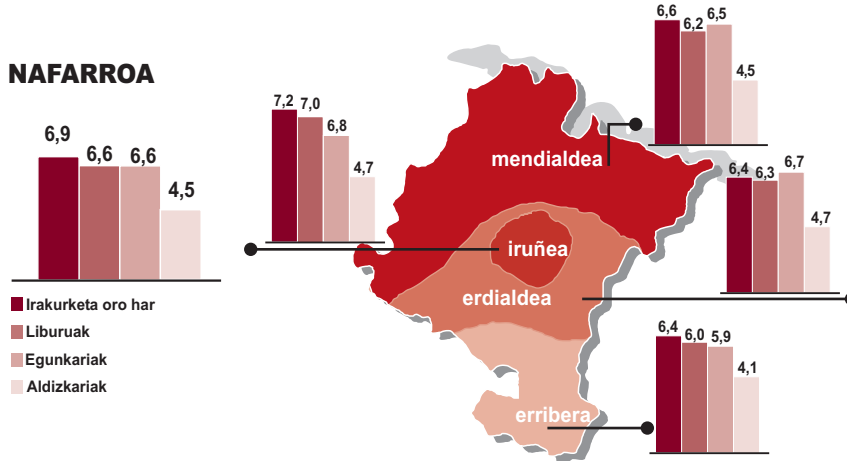 NAFARROA
6,9
6,6
6,6
4,5
Irakurketa oro har
Liburuak
Egunkariak
Aldizkariak
7,2
7,0
6,8
4,7
6,6
6,2
6,5
4,5
6,4
6,3
6,7
4,7
6,4
6,0
5,9
4,1
mendialdea
iruñea
erdialdea
erribera